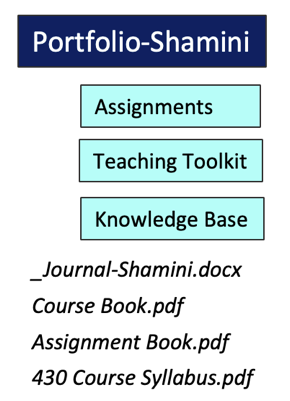 Portfolio-Shamini
Assignments
Teaching Toolkit
Knowledge Base
_Journal-Shamini.docx
Course Book.pdf
Assignment Book.pdf
430 Course Syllabus.pdf